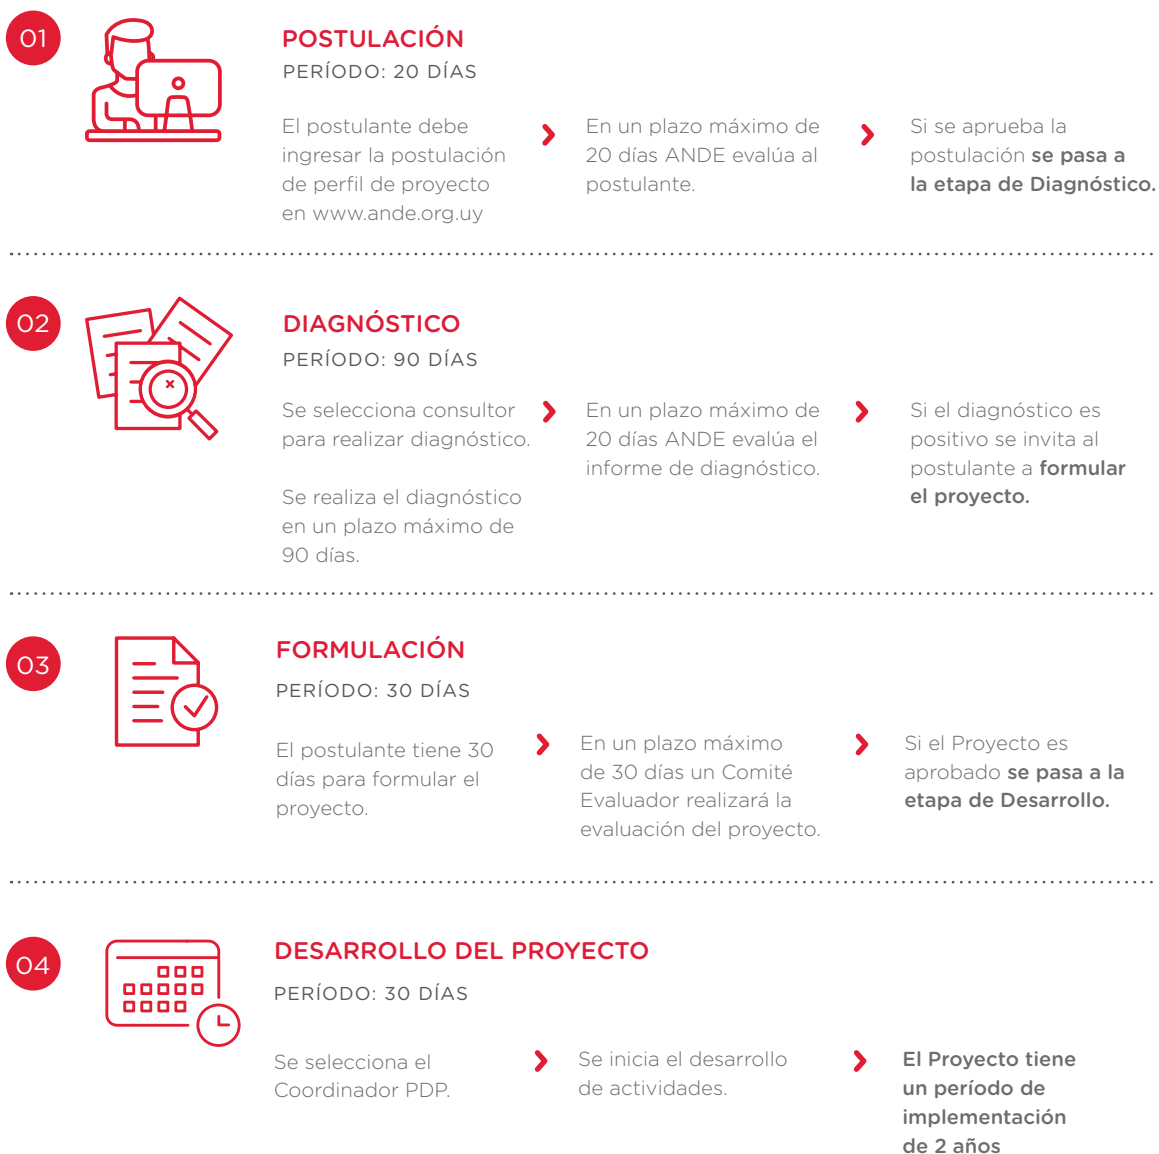 01
POSTULACIÓN
PERÍODO: 20 DÍAS
El postulante debe
ingresar la postulación
de perfil de proyecto
en www.ande.org.uy
En un plazo máximo de
20 días ANDE evalúa al
postulante.
Si se aprueba la
postulación se pasa a
la etapa de Diagnóstico.
02
DIAGNÓSTICO
PERÍODO: 90 DÍAS
Se selecciona consultor
para realizar diagnóstico.
Se realiza el diagnóstico
en un plazo máximo de
90 días.
En un plazo máximo de
20 días ANDE evalúa el
informe de diagnóstico.
Si el diagnóstico es
positivo se invita al
postulante a formular
el proyecto.
03
FORMULACIÓN
PERÍODO: 30 DÍAS
El postulante tiene 30
días para formular el
proyecto.
En un plazo máximo
de 30 días un Comité
Evaluador realizará la
evaluación del proyecto.
Si el Proyecto es
aprobado se pasa a la
etapa de Desarrollo.
04
DESARROLLO DEL PROYECTO
PERÍODO: 30 DÍAS
Se selecciona el
Coordinador PDP.
Se inicia el desarrollo
de actividades.
El Proyecto tiene
un período de
implementación
de 2 años